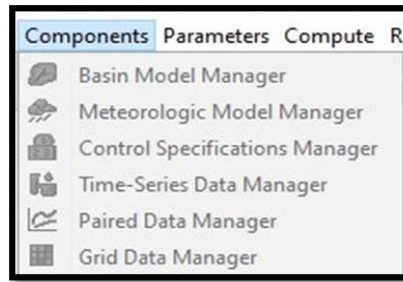 Components Parameters Compute R
Basin Model Manager
Meteorologic Model Manager
Control Specifications Manager
Time-Series Data Manager
Paired Data Manager
Grid Data Manager